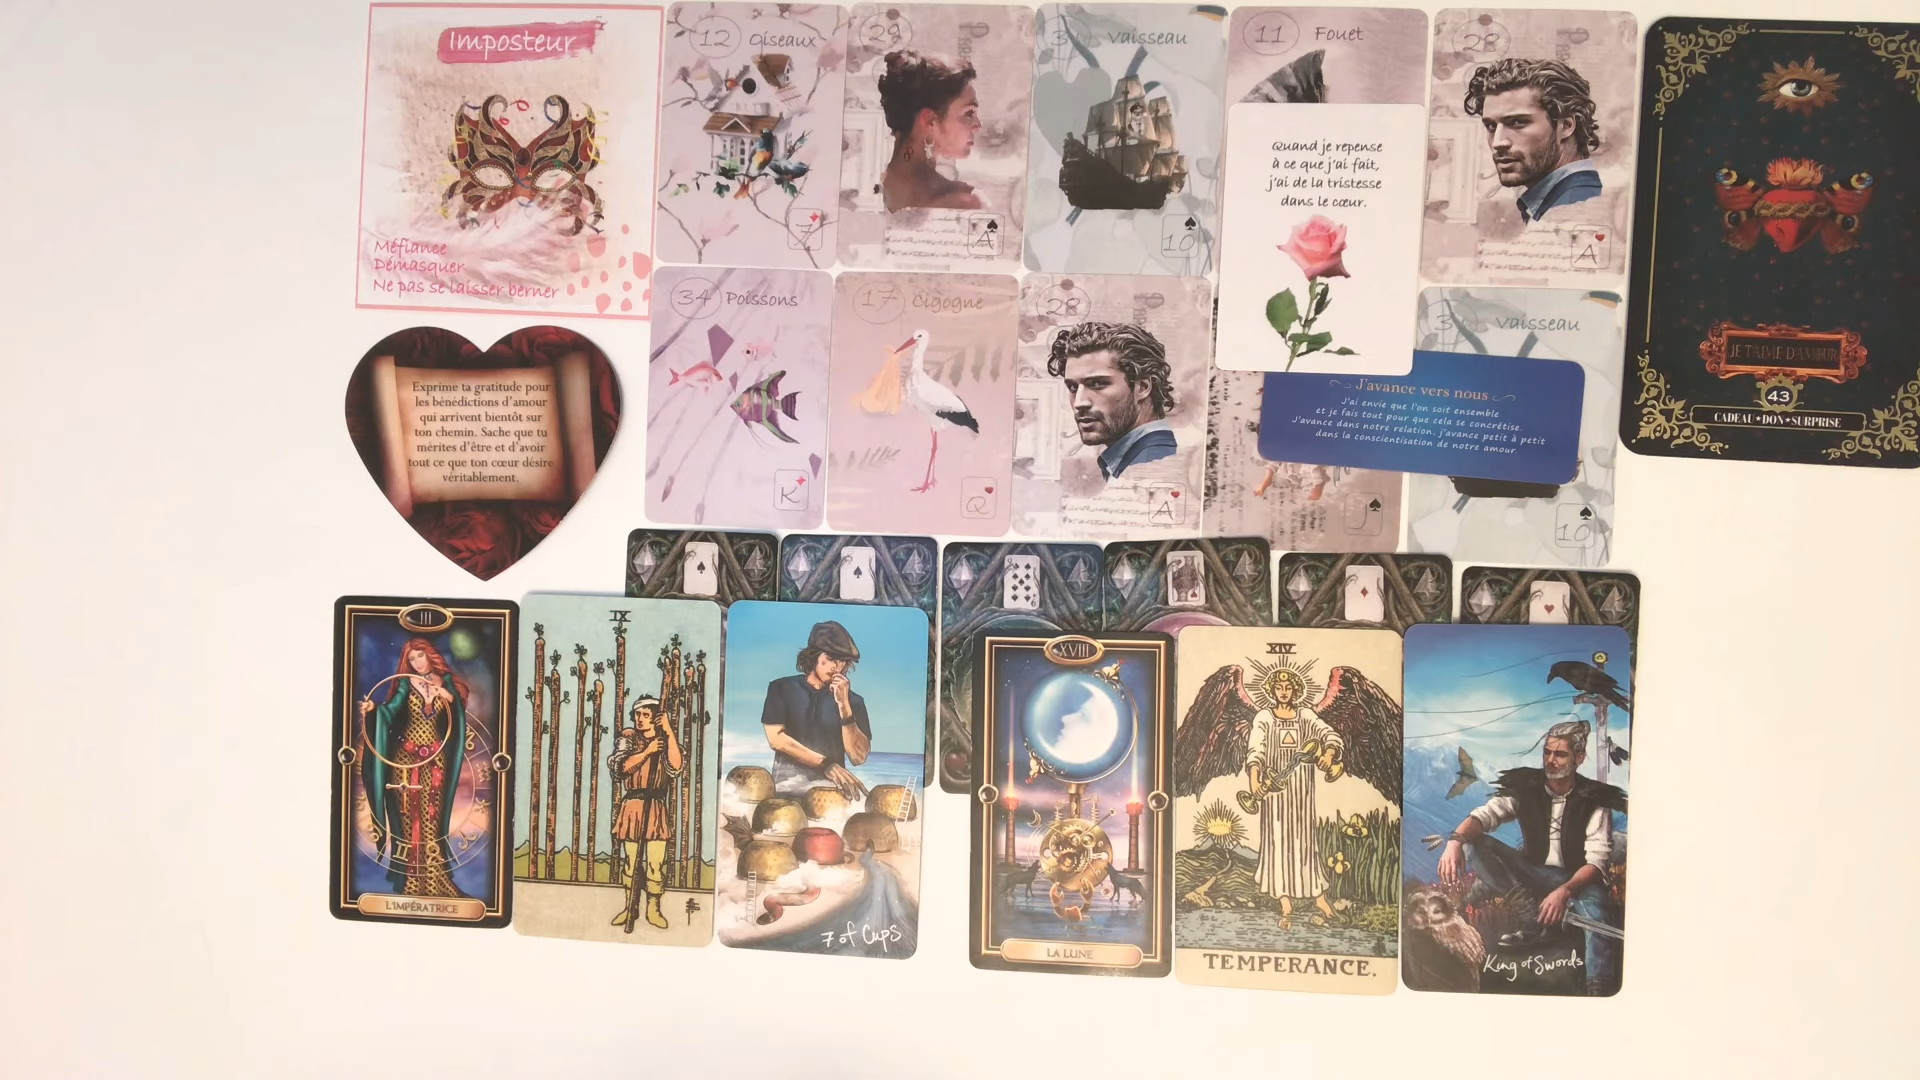 Imposteur
Méfiance
Démasquer
Ne pas se laisser berner
12 Oiseaux
7
29
A
Vaisseau
10
11 Fouet
28
A
Quand je repense
à ce que j'ai fait,
j'ai de la tristesse
dans le cœur.
JE T'AIME D'AMOUR
43
CADEAU★DON★SURPRISE
Exprime ta gratitude pour
les bénédictions d'amour
qui arrivent bientôt sur
ton chemin. Sache que tu
mérites d'être et d'avoir
tout ce que ton cœur désire
véritablement.
34 Poissons
K
17 Cigogne
Q
28
A
J
Vaisseau
10
J'avance vers nous
J'ai envie que l'on soit ensemble
et je fais tout pour que cela se concrétise.
J'avance dans notre relation, j'avance petit à petit
dans la conscientisation de notre amour.
III
L'IMPÉRATRICE
IX
7 of Cups
XVIII
LA LUNE
XIV
TEMPERANCE.
King of Swords